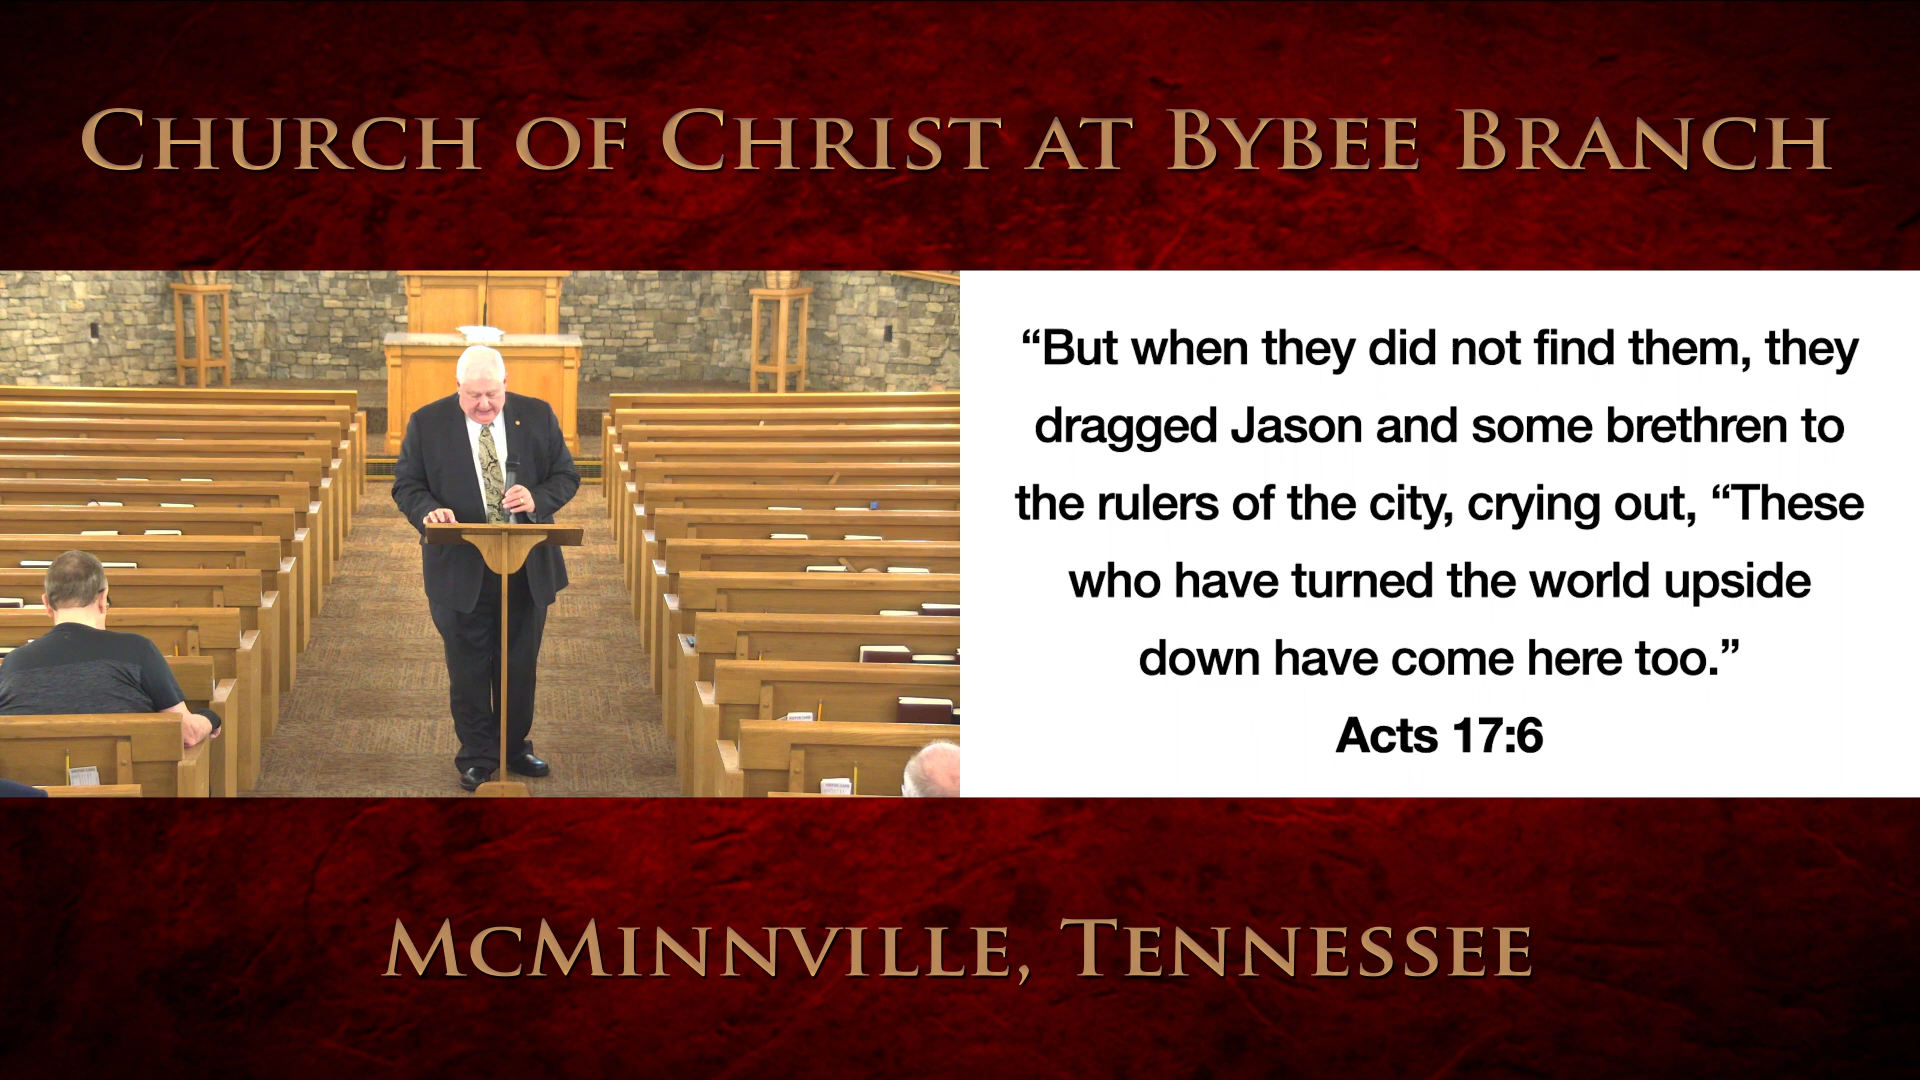 Church of Christ at Bybee Branch
“But when they did not find them, they
dragged Jason and some brethren to
the rulers of the city, crying out, “These
who have turned the world upside
down have come here too.”
Acts 17:6
McMinnville, Tennessee